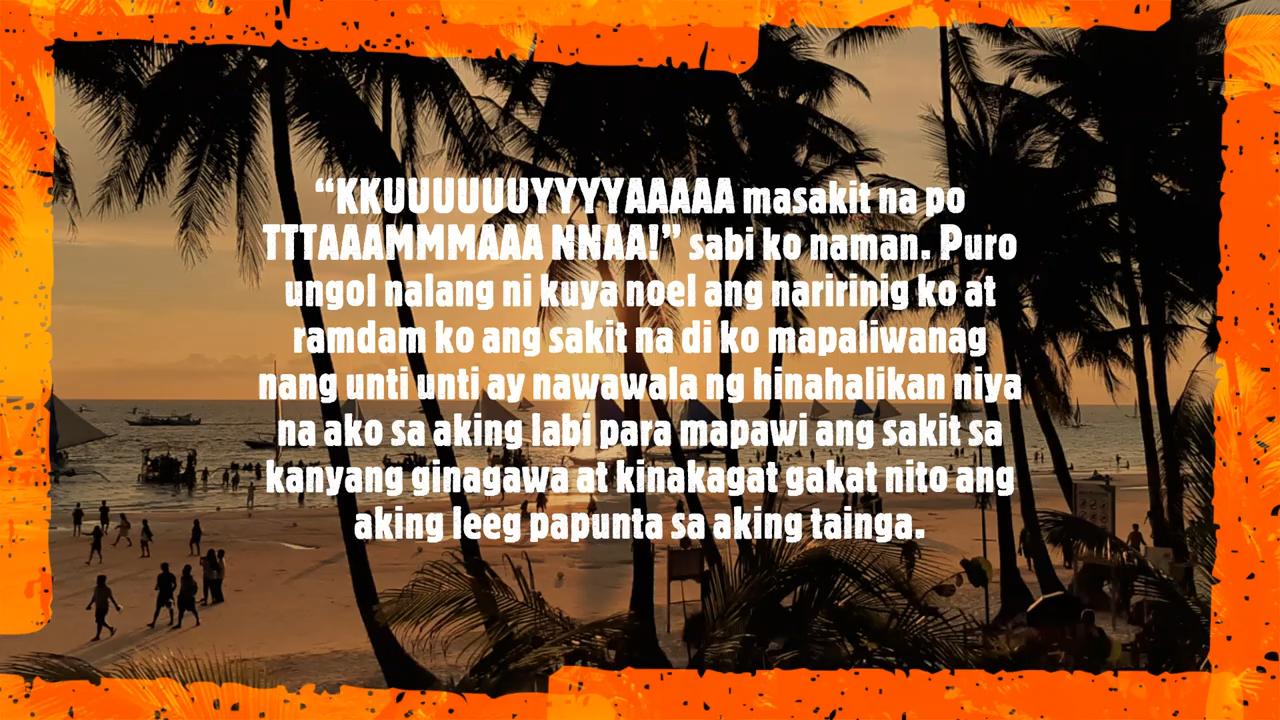 “KKUUUUUUYYYYAAAAA masakit na po
TTTAAAMMMAAA NNAA!” sabi ko naman. Puro
ungol nalang ni kuya noel ang naririnig ko at
ramdam ko ang sakit na di ko mapaliwanag
nang unti unti ay nawawala ng hinahalikan niya
na ako sa aking labi para mapawi ang sakit sa
kanyang ginagawa at kinakagat gakat nito ang
aking leeg papunta sa aking tainga.